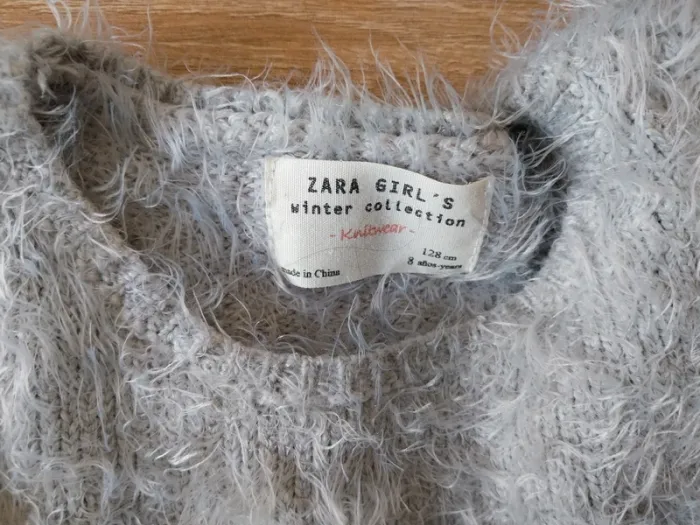 ZARA GIRL´S
winter collection
- Knitwear -
128 cm
8 años-years
made in China